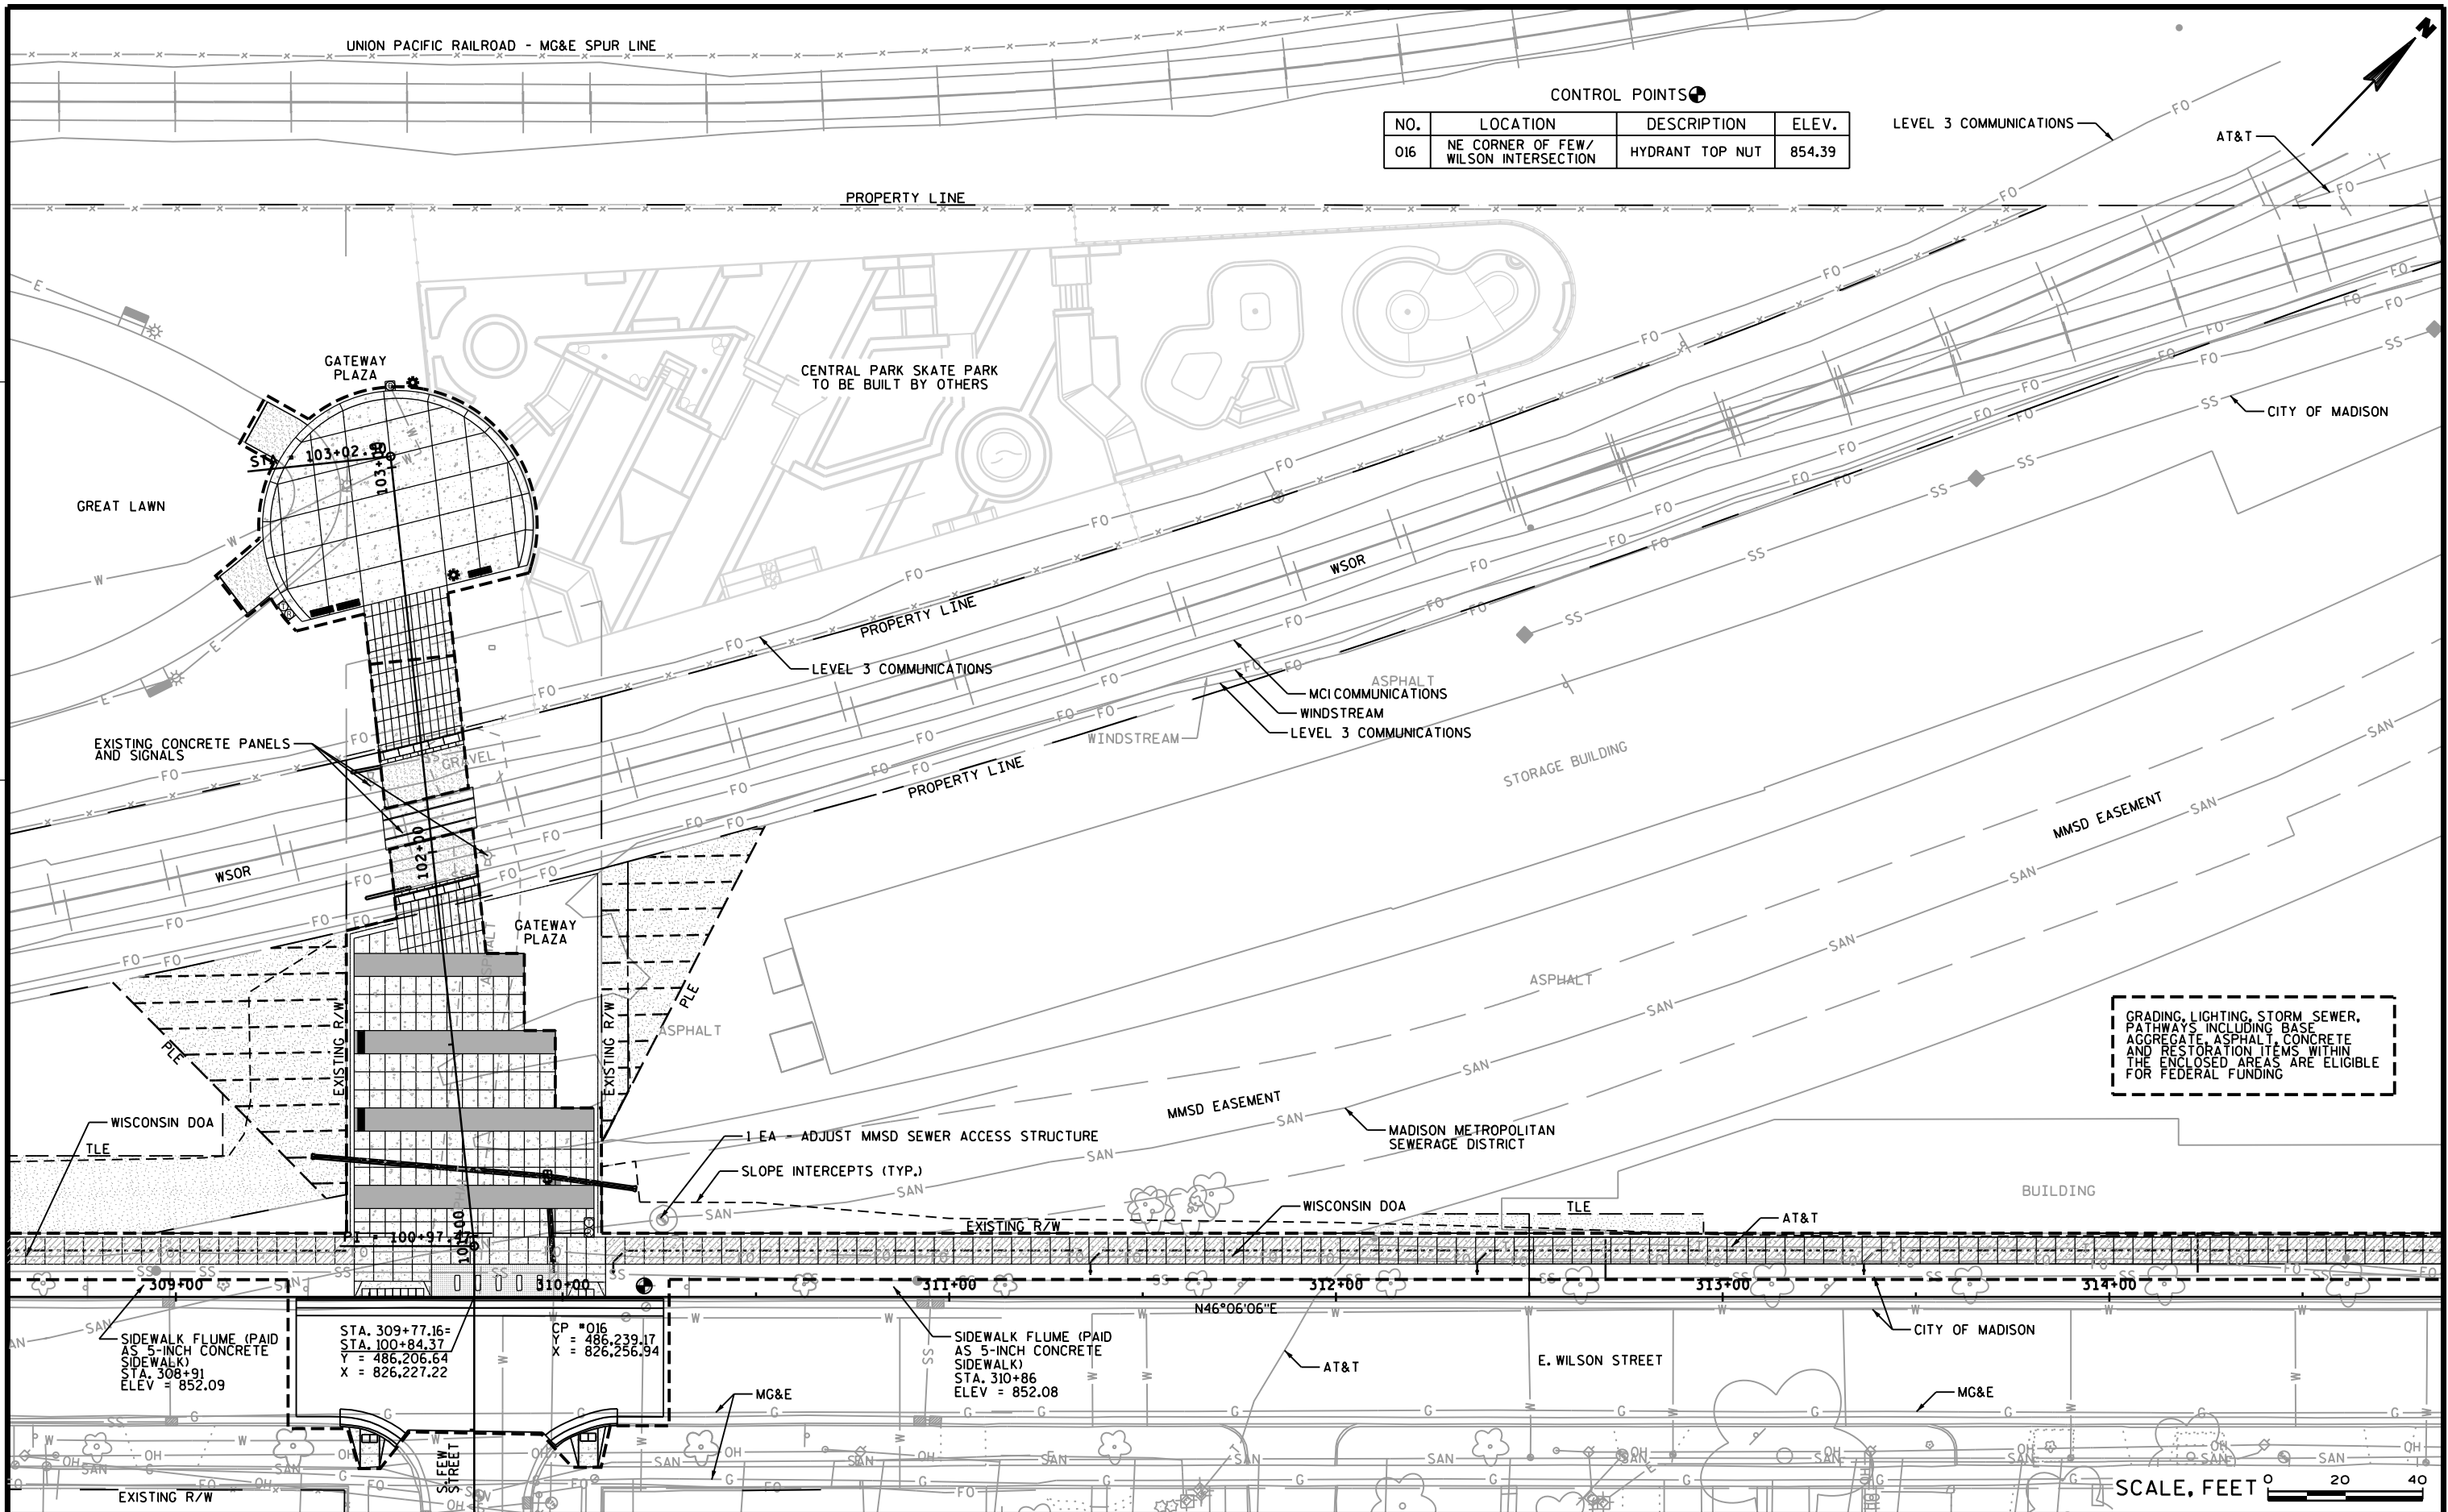 UNION PACIFIC RAILROAD - MG&E SPUR LINE
N
CONTROL POINTS
NO. LOCATION DESCRIPTION ELEV.
016 NE CORNER OF FEW/ WILSON INTERSECTION HYDRANT TOP NUT 854.39
LEVEL 3 COMMUNICATIONS
AT&T
PROPERTY LINE
GATEWAY
PLAZA
CENTRAL PARK SKATE PARK
TO BE BUILT BY OTHERS
CITY OF MADISON
103+00
GREAT LAWN
WSOR
PROPERTY LINE
LEVEL 3 COMMUNICATIONS
MCI COMMUNICATIONS
ASPHALT
WINDSTREAM
LEVEL 3 COMMUNICATIONS
WINDSTREAM
EXISTING CONCRETE PANELS
AND SIGNALS
GRAVEL
STORAGE BUILDING
PROPERTY LINE
MMSD EASEMENT
102+00
WSOR
GATEWAY
PLAZA
ASPHALT
ASPHALT
PLE
ASPHALT
EXISTING R/W
EXISTING R/W
PLE
GRADING, LIGHTING, STORM SEWER,
PATHWAYS INCLUDING BASE
AGGREGATE, ASPHALT, CONCRETE
AND RESTORATION ITEMS WITHIN
THE ENCLOSED AREAS ARE ELIGIBLE
FOR FEDERAL FUNDING
MMSD EASEMENT
WISCONSIN DOA
TLE
1 EA - ADJUST MMSD SEWER ACCESS STRUCTURE
MADISON METROPOLITAN
SEWERAGE DISTRICT
SLOPE INTERCEPTS (TYP.)
BUILDING
WISCONSIN DOA
TLE
AT&T
EXISTING R/W
PI = 100+97.47
101+00
309+00
310+00
311+00
312+00
313+00
314+00
N46°06'06"E
SIDEWALK FLUME (PAID
AS 5-INCH CONCRETE
SIDEWALK)
STA. 308+91
ELEV = 852.09
STA. 309+77.16=
STA. 100+84.37
Y = 486,206.64
X = 826,227.22
CP #016
Y = 486,239.17
X = 826,256.94
SIDEWALK FLUME (PAID
AS 5-INCH CONCRETE
SIDEWALK)
STA. 310+86
ELEV = 852.08
CITY OF MADISON
AT&T
E. WILSON STREET
MG&E
MG&E
S. FEW
STREET
EXISTING R/W
SCALE, FEET 0 20 40